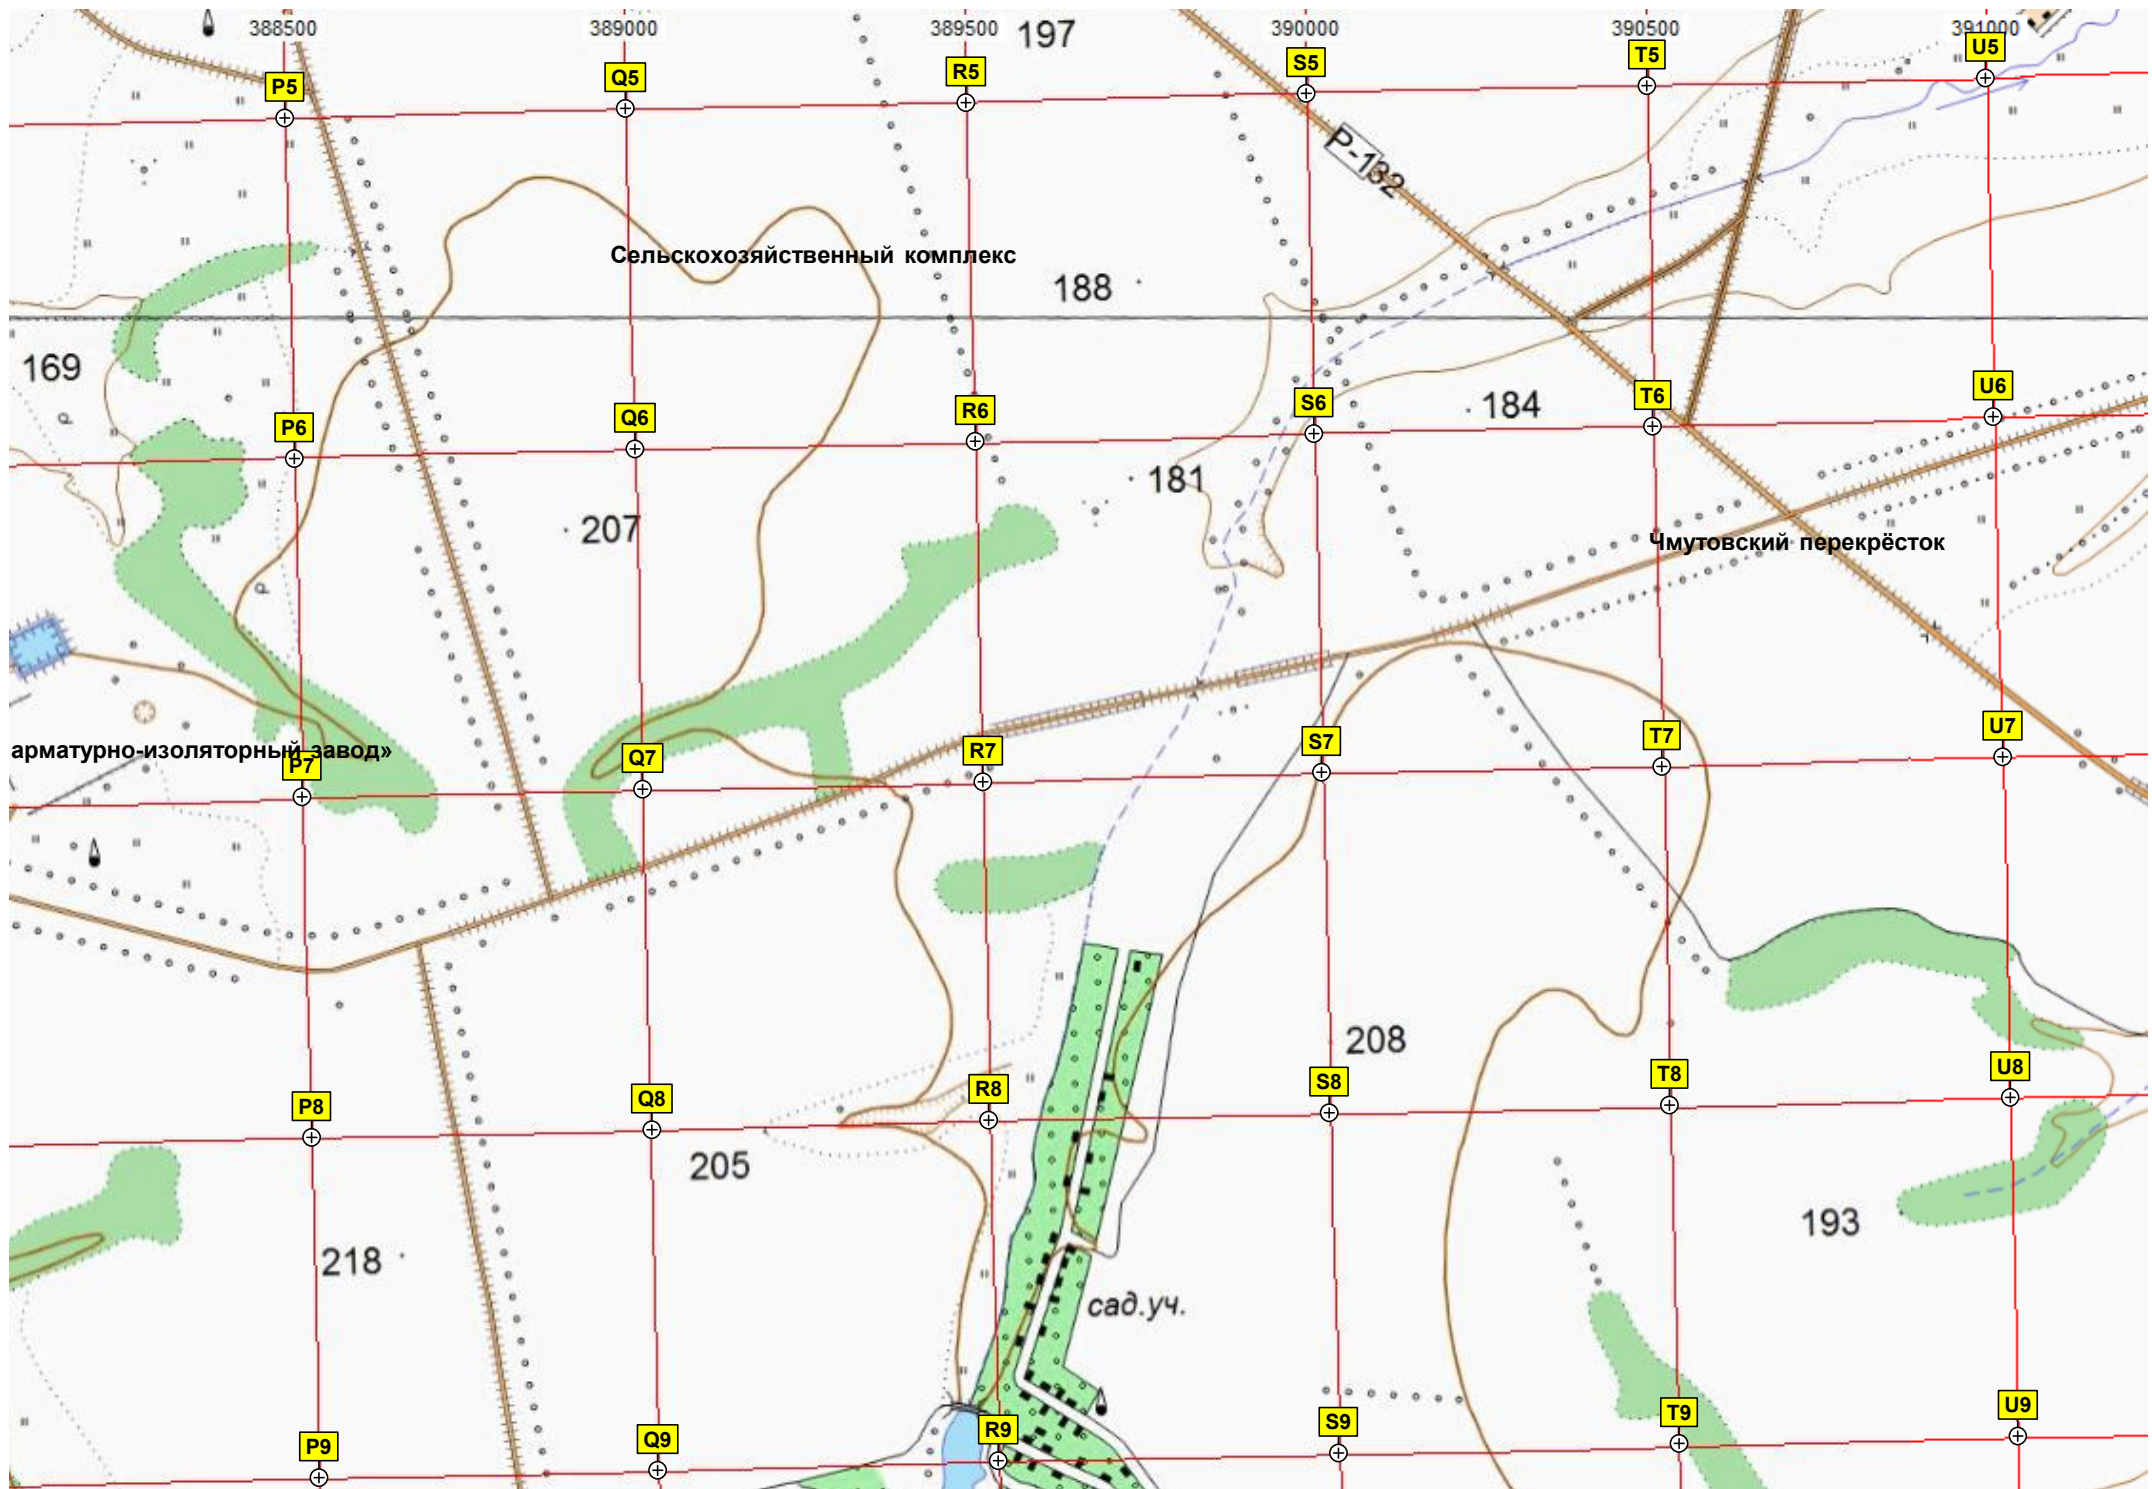 388500 389000 389500 390000 390500 391000
197
P5 Q5 R5 S5 T5 U5
Р-132
Сельскохозяйственный комплекс
188
169
184
P6 Q6 R6 S6 T6 U6
181
207
Чмутовский перекрёсток
арматурно-изоляторный завод»
P7 Q7 R7 S7 T7 U7
208
P8 Q8 R8 S8 T8 U8
205
193
218
сад.уч.
P9 Q9 R9 S9 T9 U9